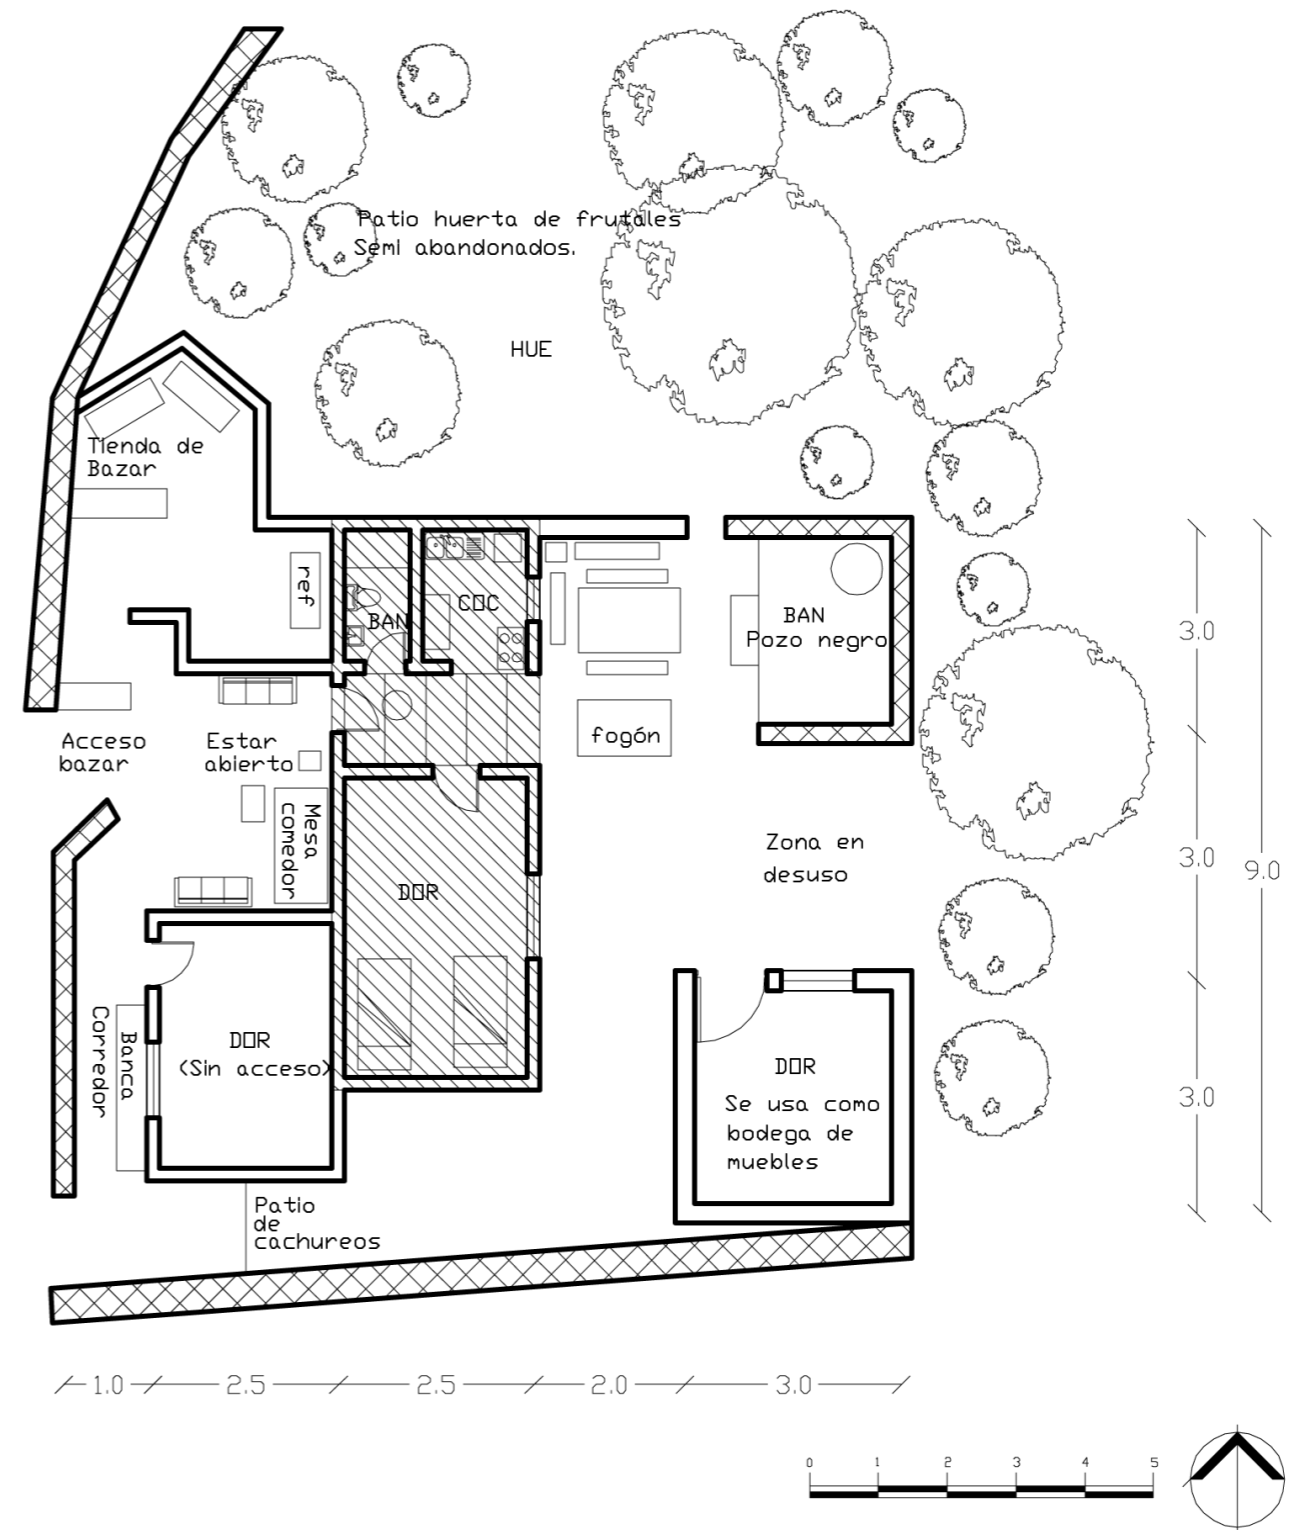 Patio huerta de frutales
Semi abandonados.
HUE
Tienda de
Bazar
ref
BAN
COC
BAN
Pozo negro
fogón
Acceso
bazar
Estar
abierto
Mesa
comedor
DOR
Zona en
desuso
Corredor
Banca
DOR
(Sin acceso)
DOR
Se usa como
bodega de
muebles
Patio
de
cachureos
3.0
3.0
9.0
3.0
1.0
2.5
2.5
2.0
3.0
0 1 2 3 4 5